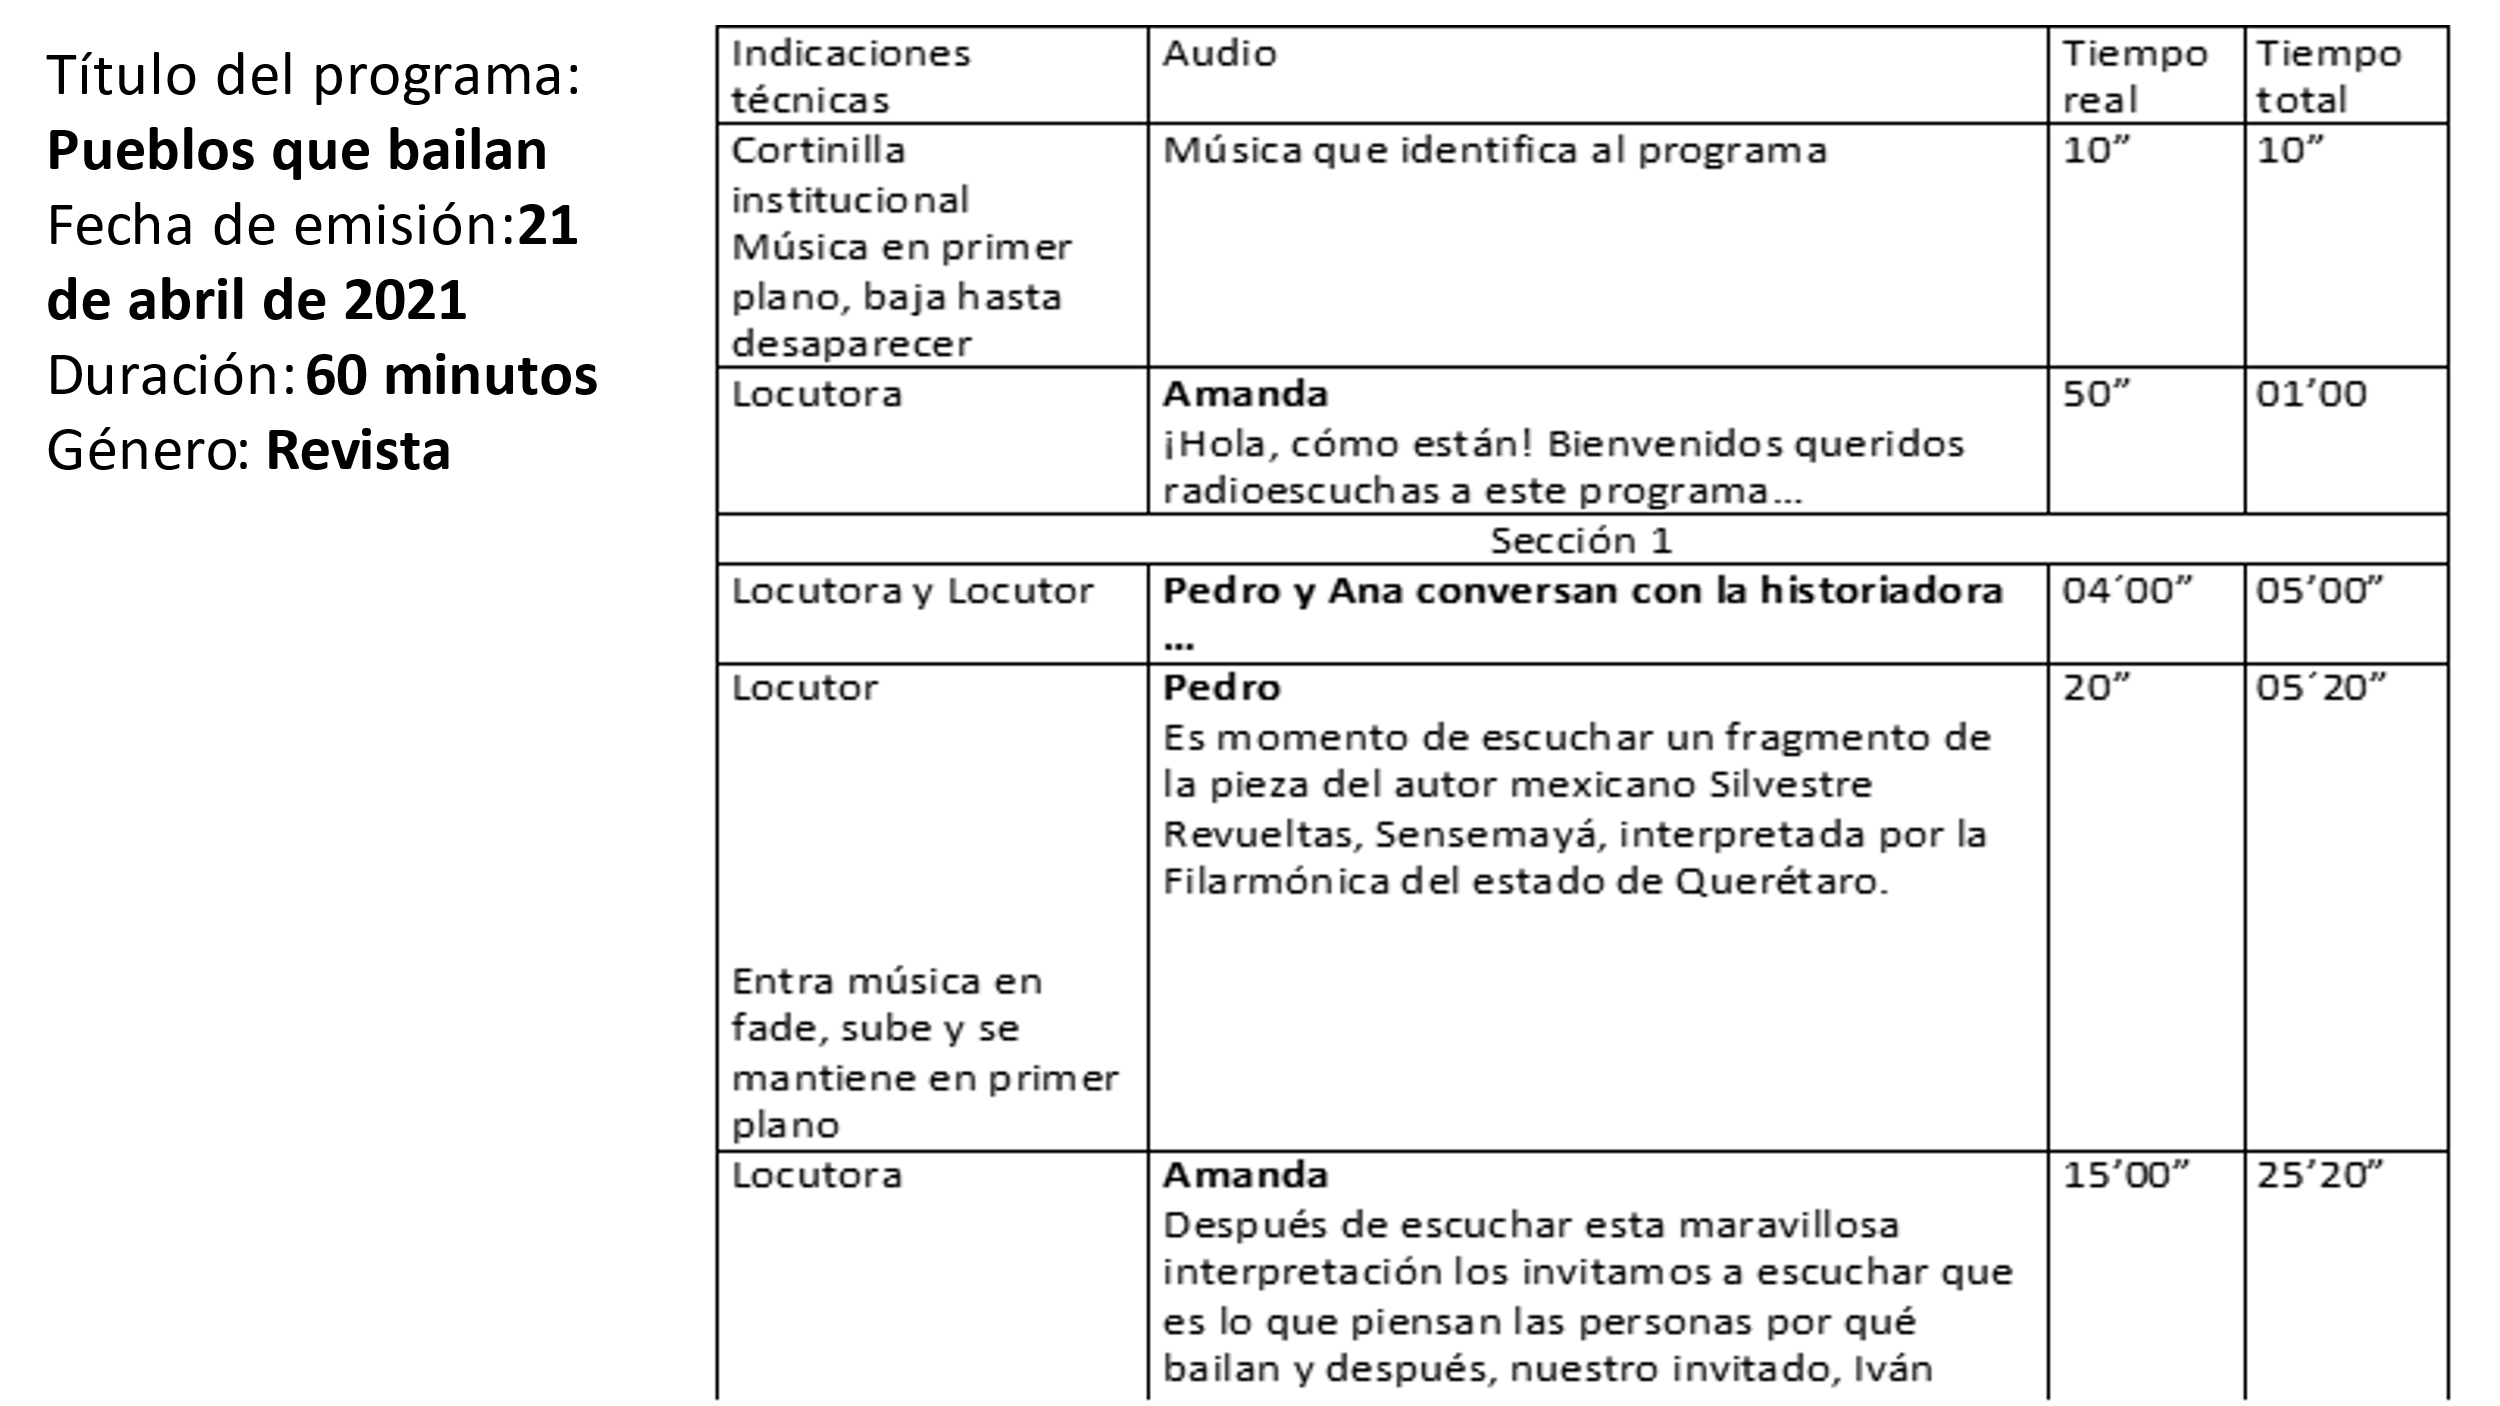 Título del programa:
Pueblos que bailan
Fecha de emisión:21
de abril de 2021
Duración: 60 minutos
Género: Revista
Indicaciones
técnicas
Audio
Tiempo
real
Tiempo
total
Cortinilla
institucional
Música en primer
plano, baja hasta
desaparecer
Música que identifica al programa
10”
10”
Locutora
Amanda
¡Hola, cómo están! Bienvenidos queridos
radioescuchas a este programa...
50”
01’00
Sección 1
Locutora y Locutor
Pedro y Ana conversan con la historiadora
...
04´00”
05’00”
Locutor
Entra música en
fade, sube y se
mantiene en primer
plano
Pedro
Es momento de escuchar un fragmento de
la pieza del autor mexicano Silvestre
Revueltas, Sensemayá, interpretada por la
Filarmónica del estado de Querétaro.
20”
05´20”
Locutora
Amanda
Después de escuchar esta maravillosa
interpretación los invitamos a escuchar que
es lo que piensan las personas por qué
bailan y después, nuestro invitado, Iván
15’00”
25’20”